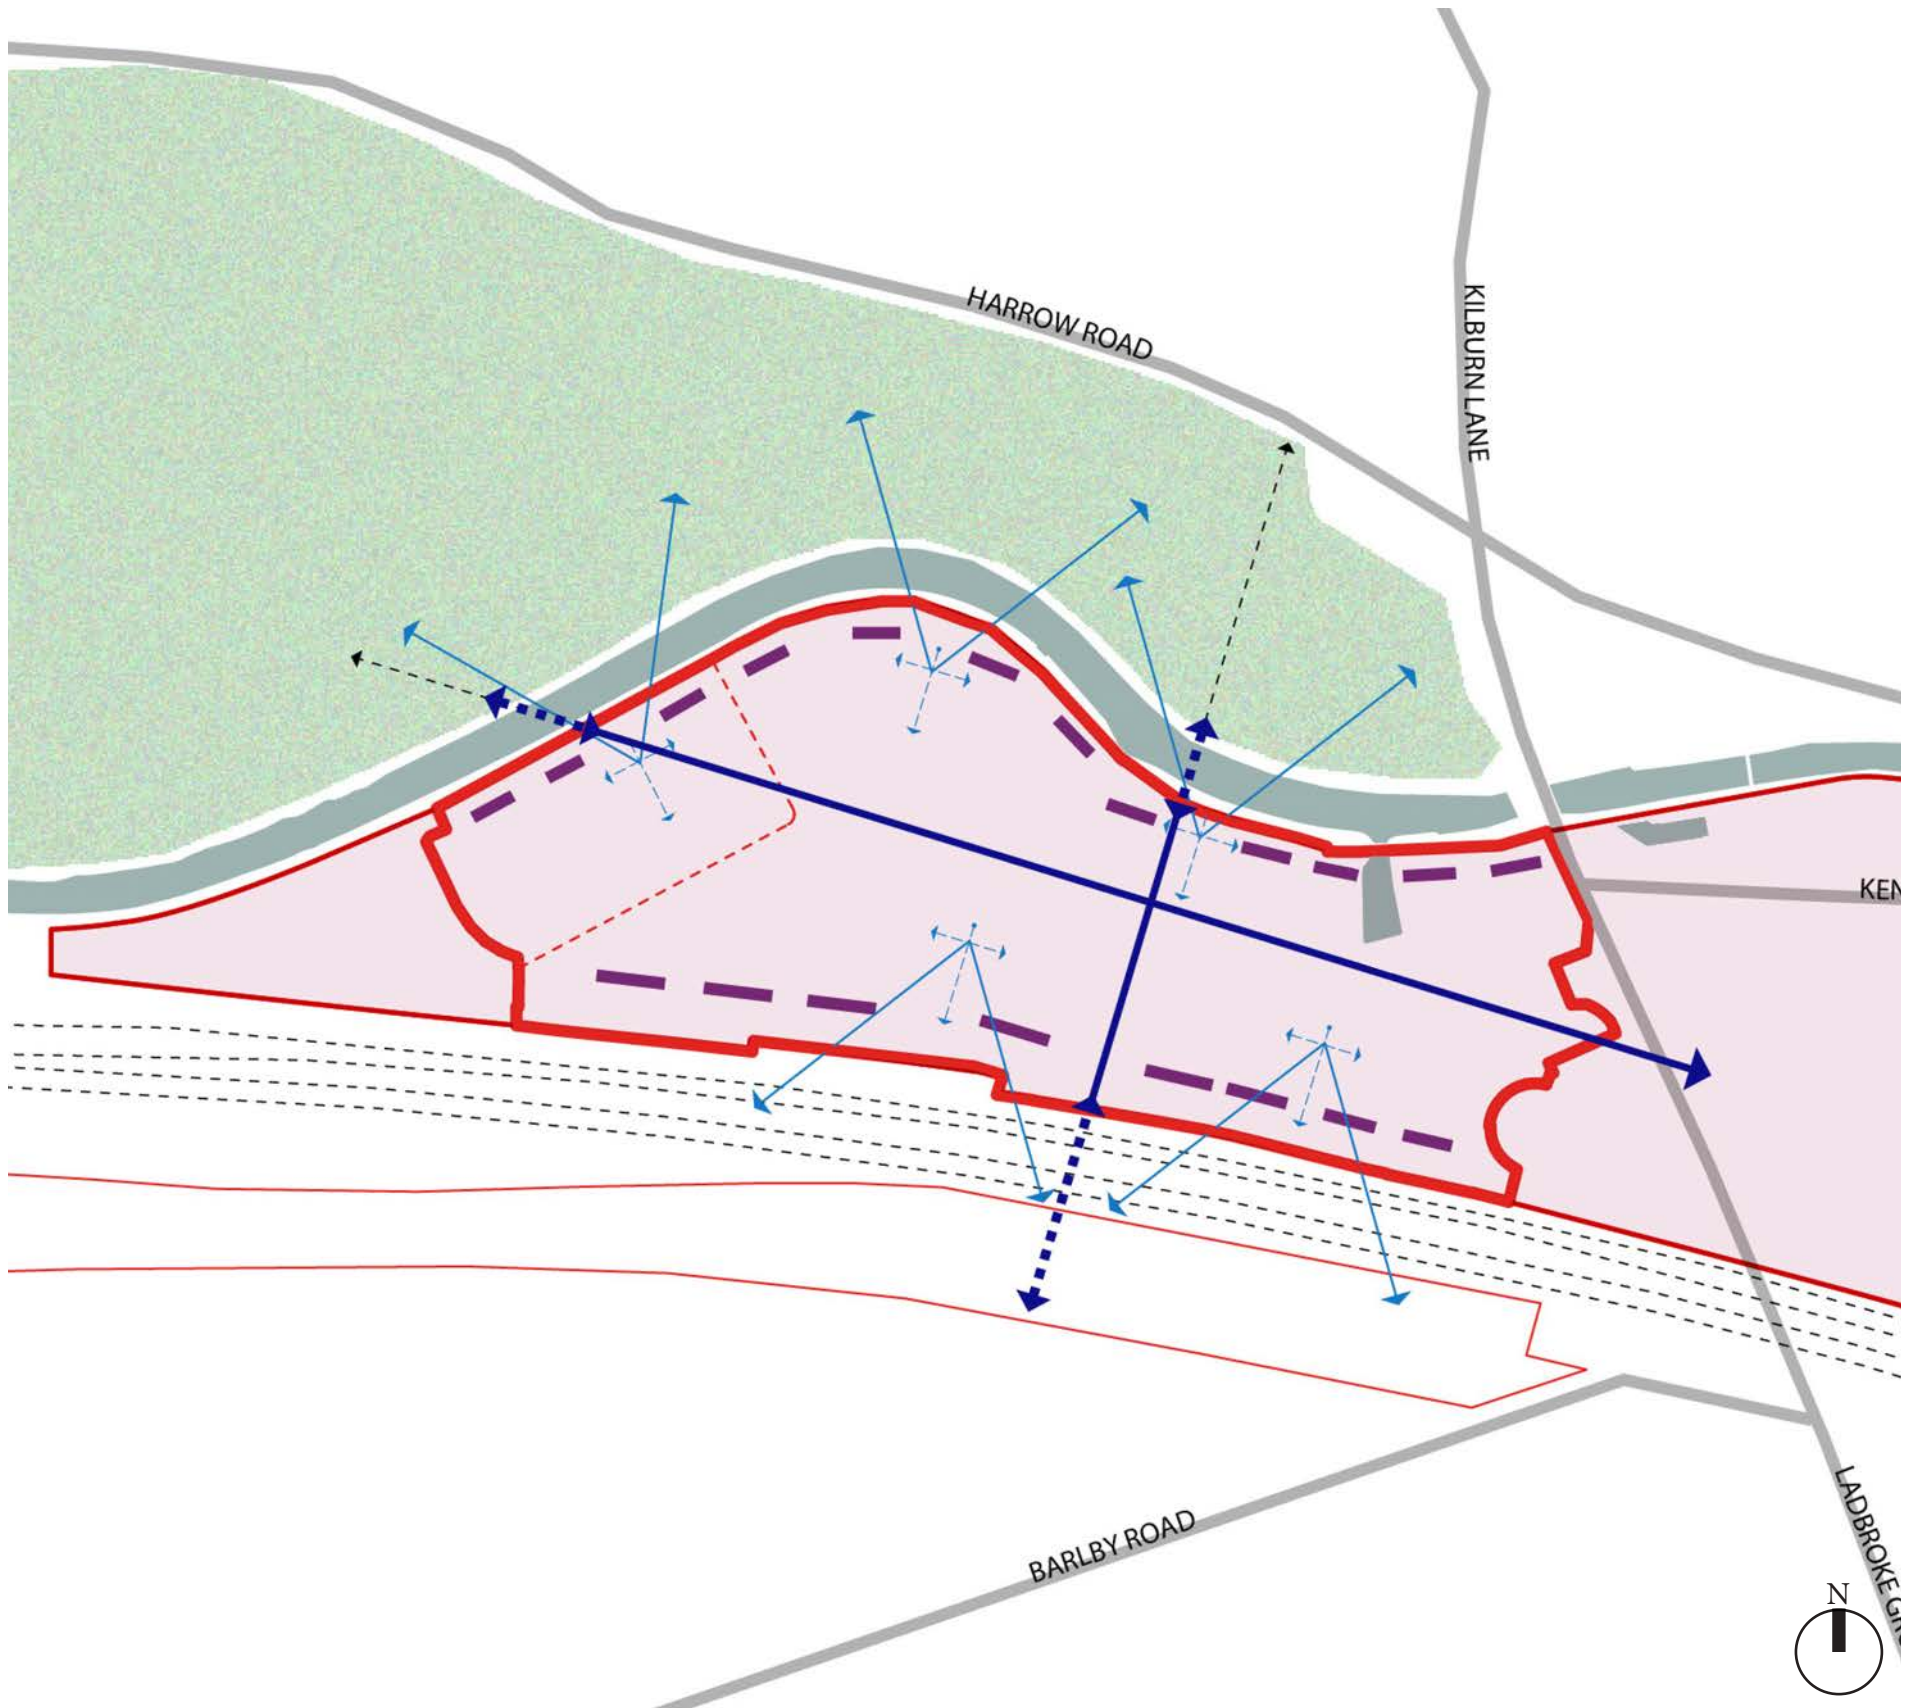 HARROW ROAD
KILBURN LANE
KEN
BARLBY ROAD
LADBROKE GR
N